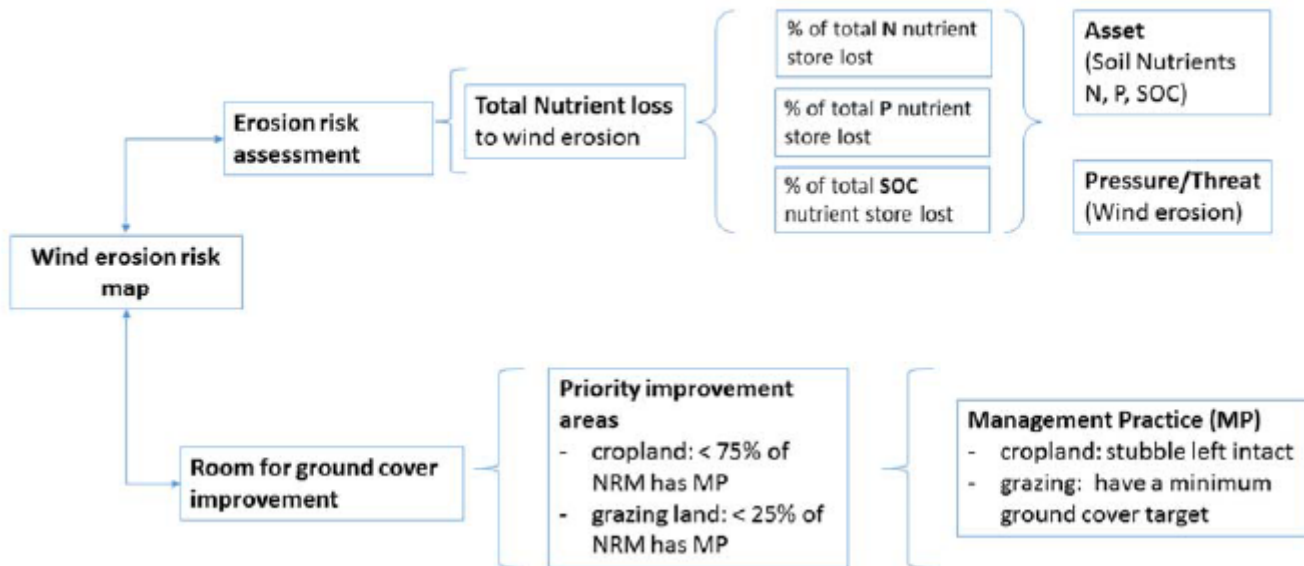 % of total N nutrient
store lost
Asset
(Soil Nutrients
N, P, SOC)
Erosion risk
assessment
Total Nutrient loss
to wind erosion
% of total P nutrient
store lost
% of total SOC
nutrient store lost
Pressure/Threat
(Wind erosion)
Wind erosion risk
map
Room for ground cover
improvement
Priority improvement
areas
- cropland: < 75% of
NRM has MP
- grazing land: < 25% of
NRM has MP
Management Practice (MP)
- cropland: stubble left intact
- grazing: have a minimum
ground cover target